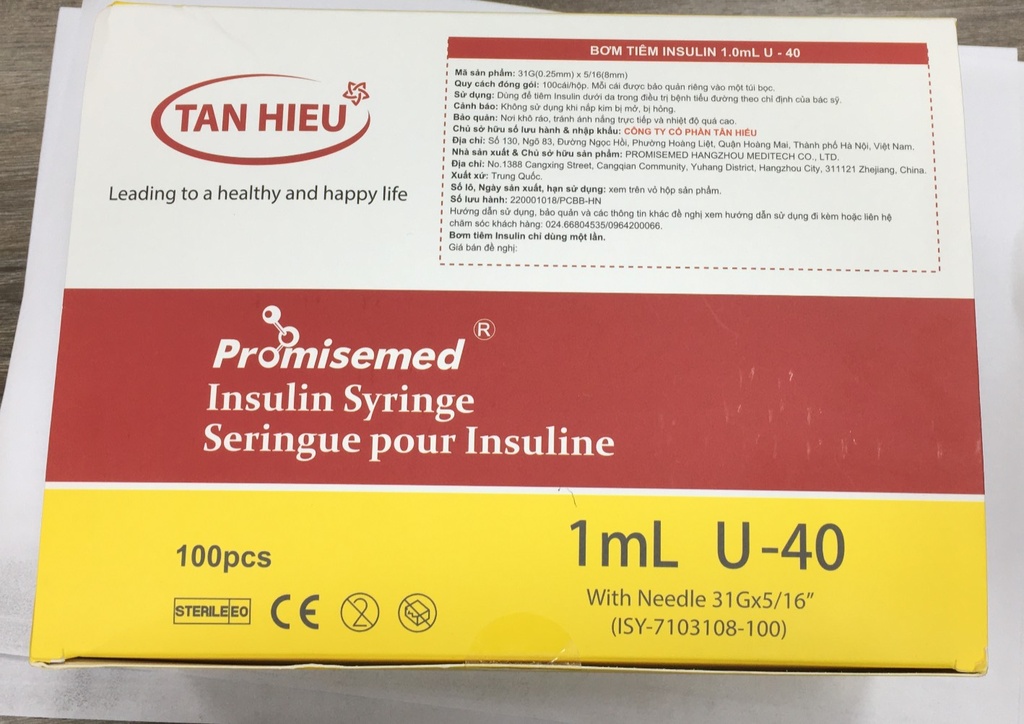 TAN HIEU
Leading to a healthy and happy life
BƠM TIÊM INSULIN 1.0mL U - 40
Mã sản phẩm: 31G(0.25mm) x 5/16(8mm)
Quy cách đóng gói: 100cái/hộp. Mỗi cái được bảo quản riêng vào một túi bọc.
Sử dụng: Dùng để tiêm Insulin dưới da trong điều trị bệnh tiểu đường theo chỉ định của bác sỹ.
Cảnh báo: Không sử dụng khi nắp kim bị mở, bị hỏng.
Bảo quản: Nơi khô ráo, tránh ánh nắng trực tiếp và nhiệt độ quá cao.
Chủ sở hữu số lưu hành & nhập khẩu: CÔNG TY CỔ PHẦN TÂN HIẾU
Địa chỉ: Số 130, Ngõ 83, Đường Ngọc Hồi, Phường Hoàng Liệt, Quận Hoàng Mai, Thành phố Hà Nội, Việt Nam.
Nhà sản xuất & Chủ sở hữu sản phẩm: PROMISEMED HANGZHOU MEDITECH CO., LTD.
Địa chỉ: No.1388 Cangxing Street, Cangqian Community, Yuhang District, Hangzhou City, 311121 Zhejiang, China.
Xuất xứ: Trung Quốc.
Số lô, Ngày sản xuất, hạn sử dụng: xem trên vỏ hộp sản phẩm.
Số lưu hành: 220001018/PCBB-HN
Hướng dẫn sử dụng, bảo quản và các thông tin khác đề nghị xem hướng dẫn sử dụng đi kèm hoặc liên hệ
chăm sóc khách hàng: 024.66804535/0964200066.
Bơm tiêm Insulin chỉ dùng một lần.
Giá bán đề nghị:
Promisemed ®
Insulin Syringe
Seringue pour Insuline
100pcs
STERILE EO CE 2
1mL U-40
With Needle 31Gx5/16"
(ISY-7103108-100)